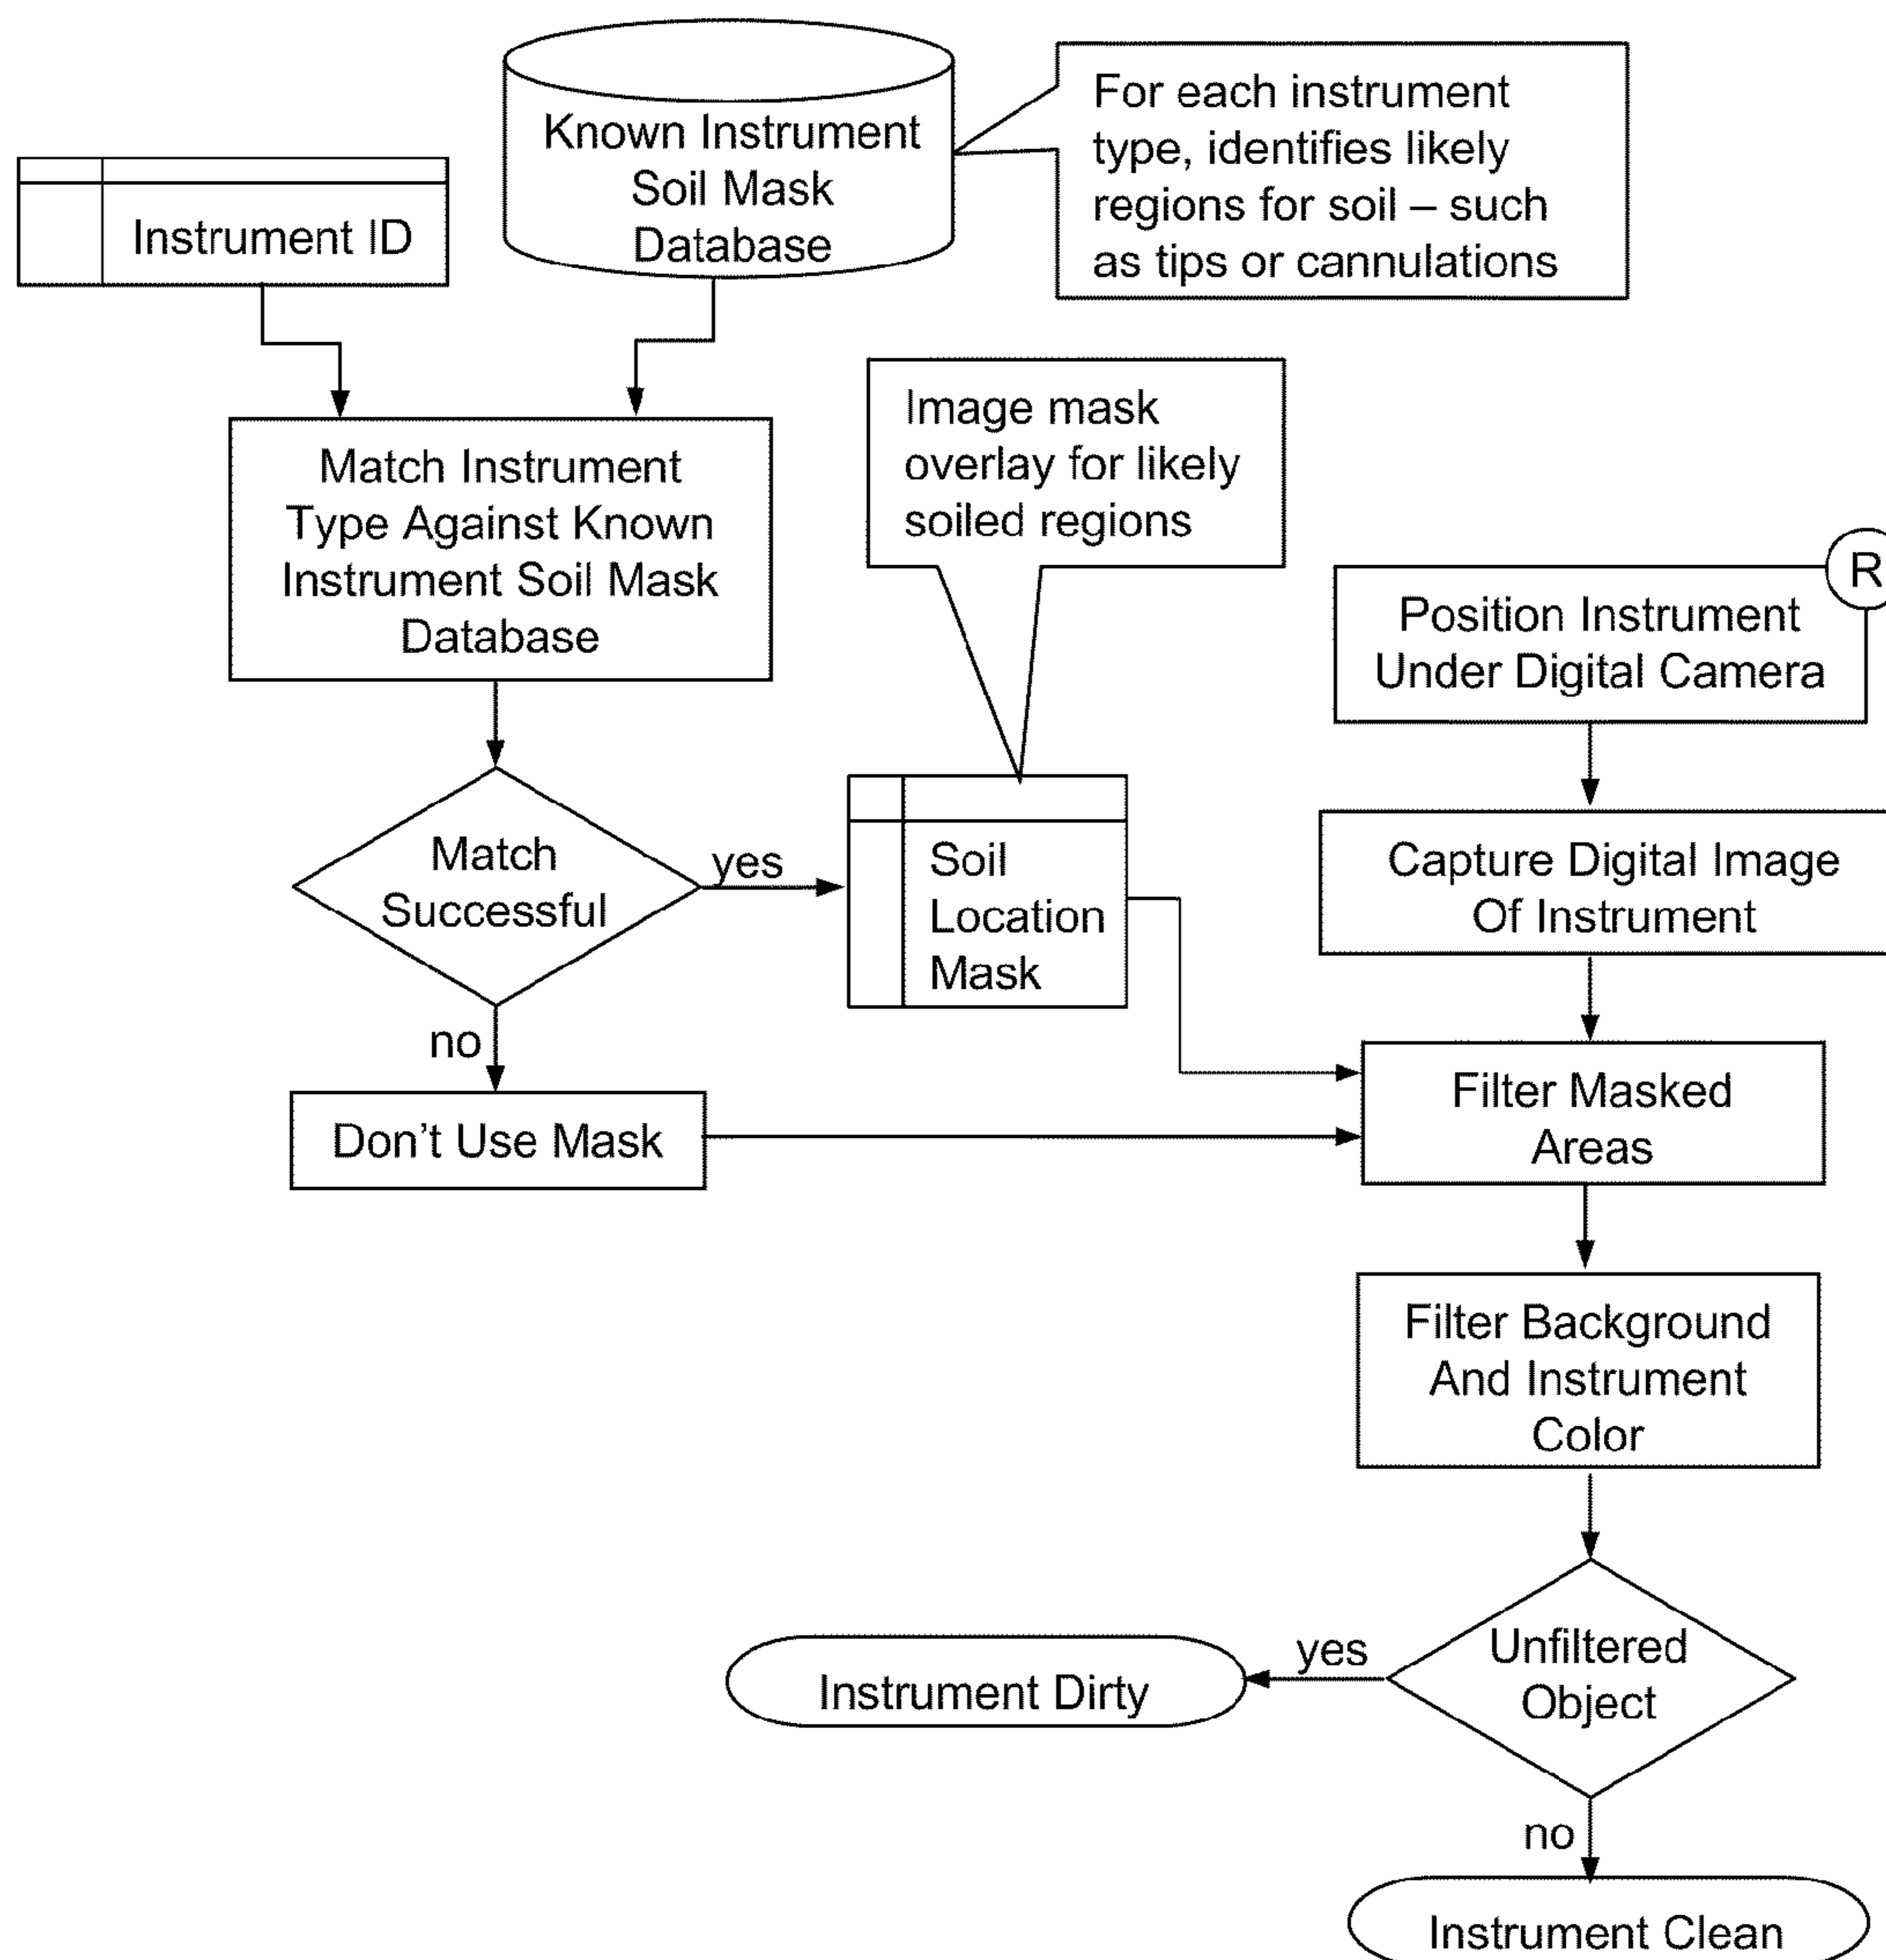 Known Instrument
Soil Mask
Database
For each instrument
type, identifies likely
regions for soil – such
as tips or cannulations
Instrument ID
Match Instrument
Type Against Known
Instrument Soil Mask
Database
Image mask
overlay for likely
soiled regions
R
Position Instrument
Under Digital Camera
Match
Successful
yes
Soil
Location
Mask
Capture Digital Image
Of Instrument
no
Don't Use Mask
Filter Masked
Areas
Filter Background
And Instrument
Color
Unfiltered
Object
yes
Instrument Dirty
no
Instrument Clean